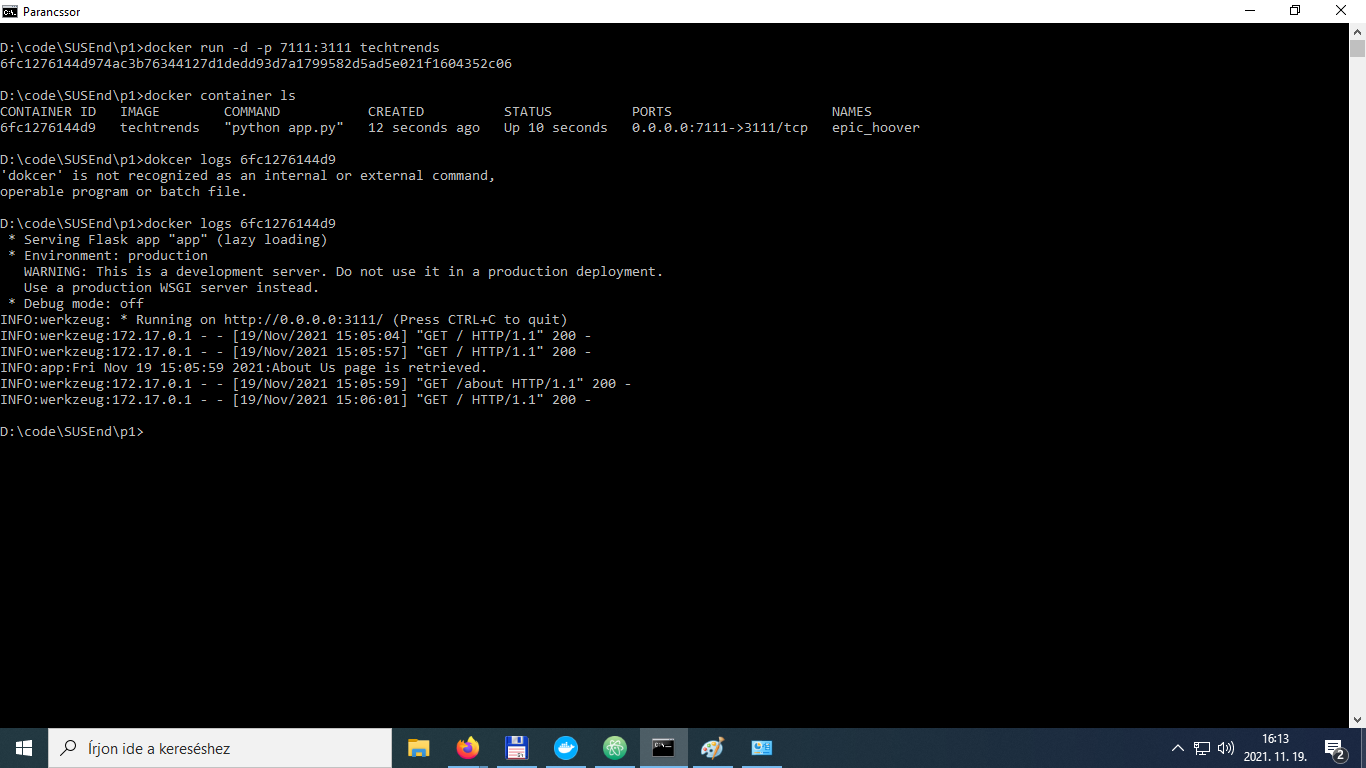 Parancssor
D:\code\SUSEnd\p1>docker run -d -p 7111:3111 techtrends
6fc1276144d974ac3b76344127d1dedd93d7a1799582d5ad5e021f1604352c06
D:\code\SUSEnd\p1>docker container ls
CONTAINER ID   IMAGE        COMMAND           CREATED          STATUS          PORTS                    NAMES
6fc1276144d9   techtrends   "python app.py"   12 seconds ago   Up 10 seconds   0.0.0.0:7111->3111/tcp   epic_hoover
D:\code\SUSEnd\p1>dokcer logs 6fc1276144d9
'dokcer' is not recognized as an internal or external command,
operable program or batch file.
D:\code\SUSEnd\p1>docker logs 6fc1276144d9
 * Serving Flask app "app" (lazy loading)
 * Environment: production
   WARNING: This is a development server. Do not use it in a production deployment.
   Use a production WSGI server instead.
 * Debug mode: off
INFO:werkzeug: * Running on http://0.0.0.0:3111/ (Press CTRL+C to quit)
INFO:werkzeug:172.17.0.1 - - [19/Nov/2021 15:05:04] "GET / HTTP/1.1" 200 -
INFO:werkzeug:172.17.0.1 - - [19/Nov/2021 15:05:57] "GET / HTTP/1.1" 200 -
INFO:app:Fri Nov 19 15:05:59 2021:About Us page is retrieved.
INFO:werkzeug:172.17.0.1 - - [19/Nov/2021 15:05:59] "GET /about HTTP/1.1" 200 -
INFO:werkzeug:172.17.0.1 - - [19/Nov/2021 15:06:01] "GET / HTTP/1.1" 200 -
D:\code\SUSEnd\p1>
Írjon ide a kereséshez
16:13
2021. 11. 19.
2